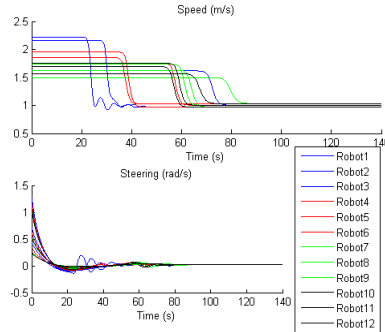 Speed (m/s)
2.5
2
1.5
1
0.5
0 20 40 60 80 100 120 140
Time (s)
Steering (rad/s)
1.5
1
0.5
0
-0.5
0 20 40 60 80 100 120 140
Time (s)
Robot1
Robot2
Robot3
Robot4
Robot5
Robot6
Robot7
Robot8
Robot9
Robot10
Robot11
Robot12